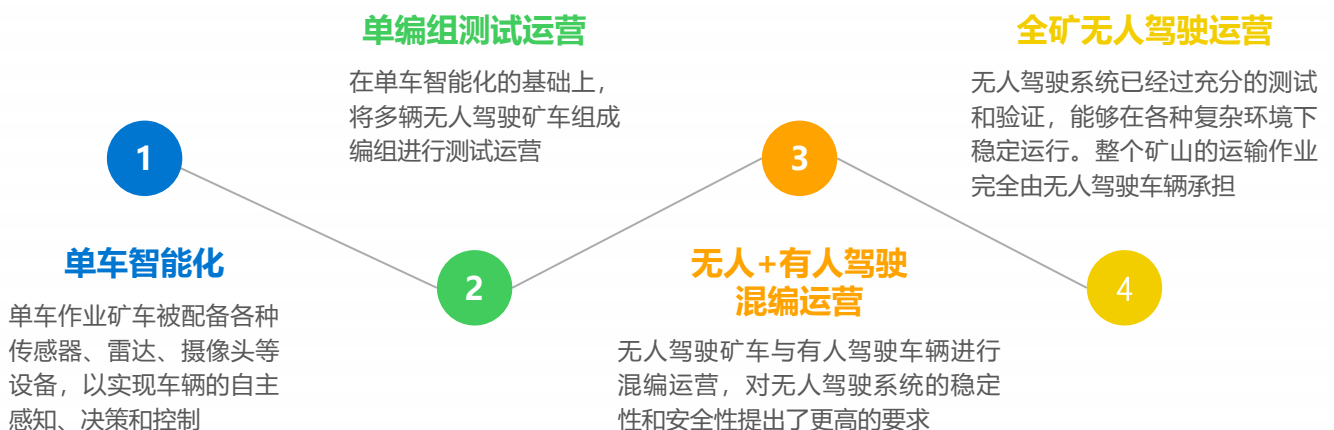 1
单车智能化
单车作业矿车被配备各种
传感器、雷达、摄像头等
设备，以实现车辆的自主
感知、决策和控制
单编组测试运营
在单车智能化的基础上，
将多辆无人驾驶矿车组成
编组进行测试运营
2
3
无人+有人驾驶
混编运营
无人驾驶矿车与有人驾驶车辆进行
混编运营，对无人驾驶系统的稳定
性和安全性提出了更高的要求
全矿无人驾驶运营
无人驾驶系统已经过充分的测试
和验证，能够在各种复杂环境下
稳定运行。整个矿山的运输作业
完全由无人驾驶车辆承担
4